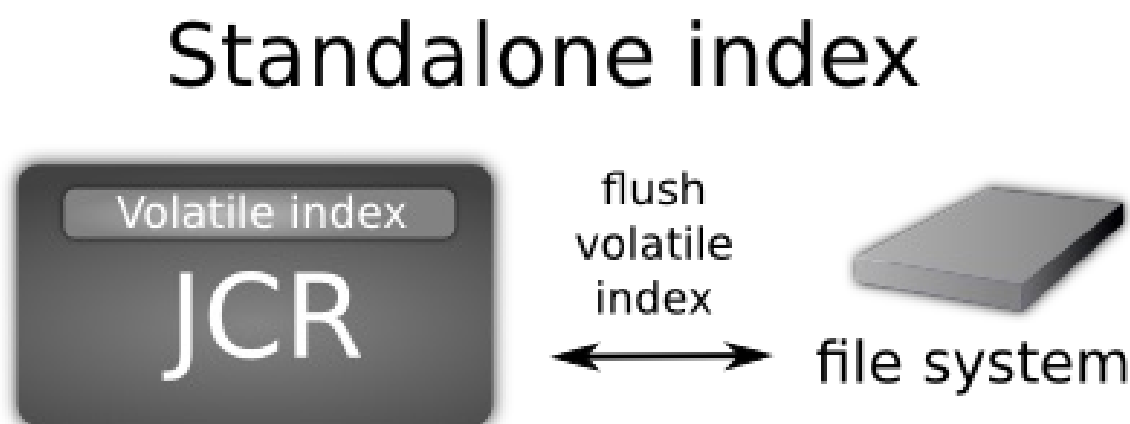 Standalone index
Volatile index
JCR
flush
volatile
index
file system